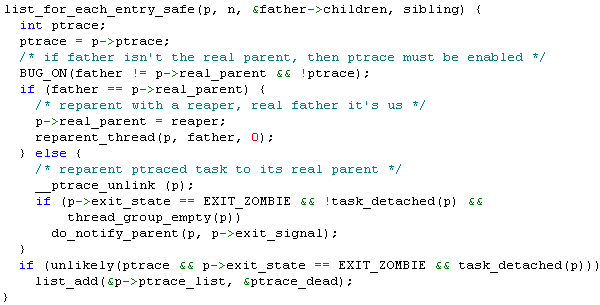 list_for_each_entry_safe(p, n, &father->children, sibling) {
  int ptrace;
  ptrace = p->ptrace;
  /* if father isn't the real parent, then ptrace must be enabled */
  BUG_ON(father != p->real_parent && !ptrace);
  if (father == p->real_parent) {
    /* reparent with a reaper, real father it's us */
    p->real_parent = reaper;
    reparent_thread(p, father, 0);
  } else {
    /* reparent ptraced task to its real parent */
    __ptrace_unlink (p);
    if (p->exit_state == EXIT_ZOMBIE && !task_detached(p) &&
        thread_group_empty(p))
      do_notify_parent(p, p->exit_signal);
  }
  if (unlikely(ptrace && p->exit_state == EXIT_ZOMBIE && task_detached(p)))
    list_add(&p->ptrace_list, &ptrace_dead);
}